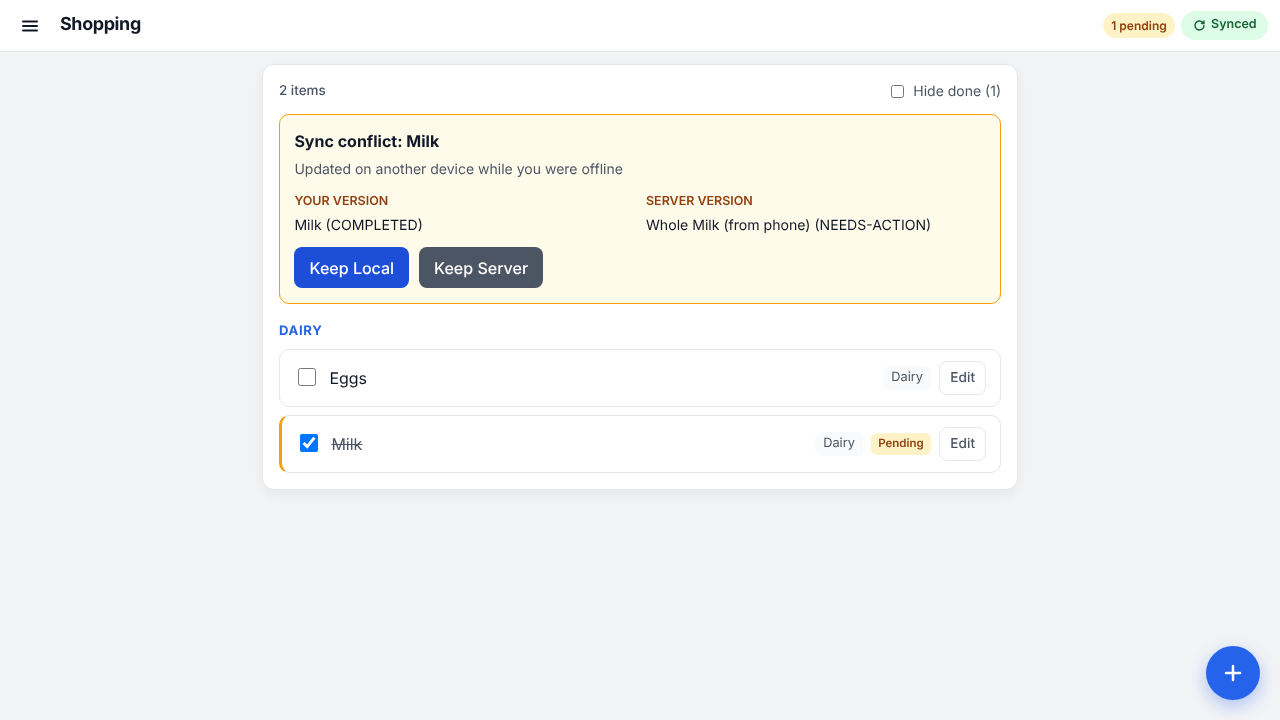 Shopping
1 pending
Synced
2 items
Hide done (1)
Sync conflict: Milk
Updated on another device while you were offline
YOUR VERSION
Milk (COMPLETED)
SERVER VERSION
Whole Milk (from phone) (NEEDS-ACTION)
Keep Local
Keep Server
DAIRY
Eggs
Dairy
Edit
Milk
Dairy
Pending
Edit